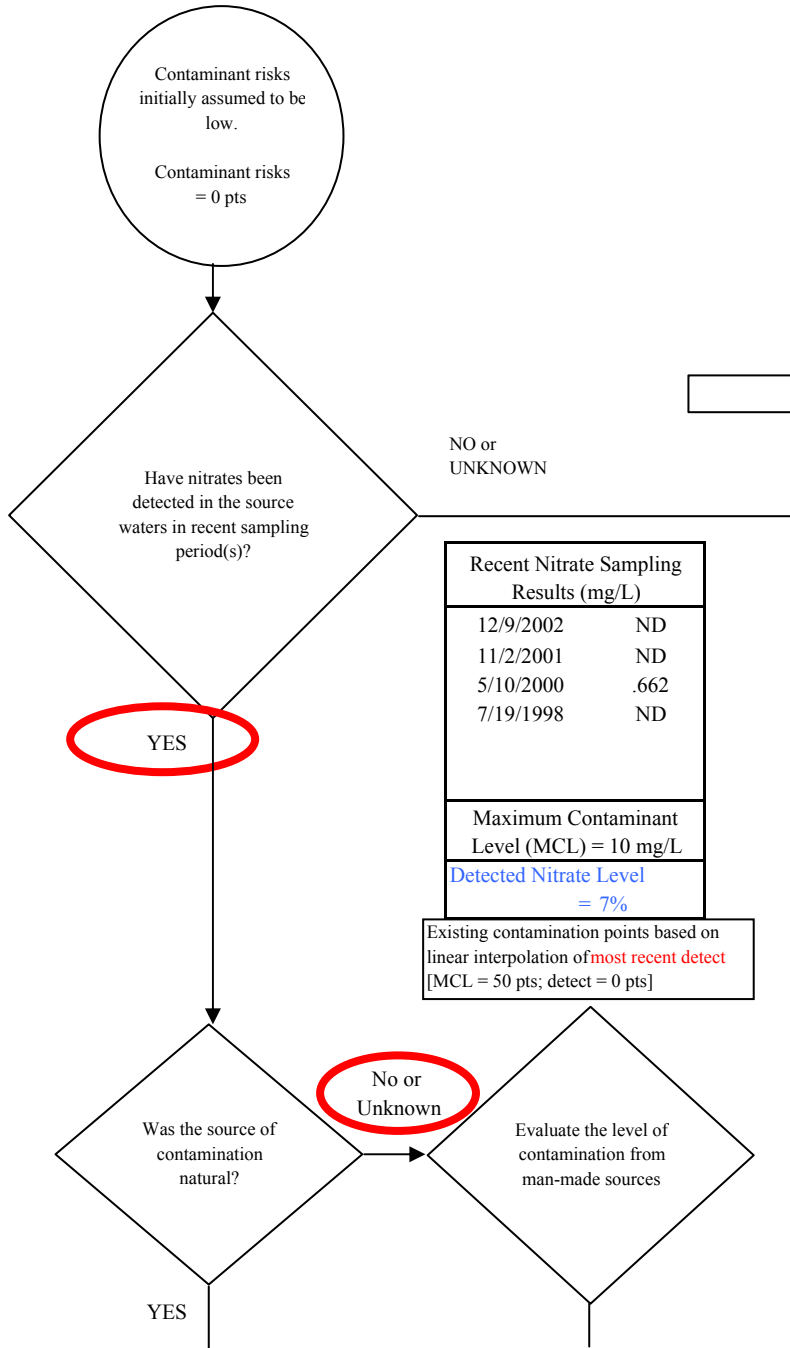 Contaminant risks
initially assumed to be
low.
Contaminant risks
= 0 pts
Have nitrates been
detected in the source
waters in recent sampling
period(s)?
NO or
UNKNOWN
Recent Nitrate Sampling
Results (mg/L)
12/9/2002 ND
11/2/2001 ND
5/10/2000 .662
7/19/1998 ND
Maximum Contaminant
Level (MCL) = 10 mg/L
Detected Nitrate Level
= 7%
Existing contamination points based on
linear interpolation of most recent detect
[MCL = 50 pts; detect = 0 pts]
YES
Was the source of
contamination
natural?
No or
Unknown
Evaluate the level of
contamination from
man-made sources
YES